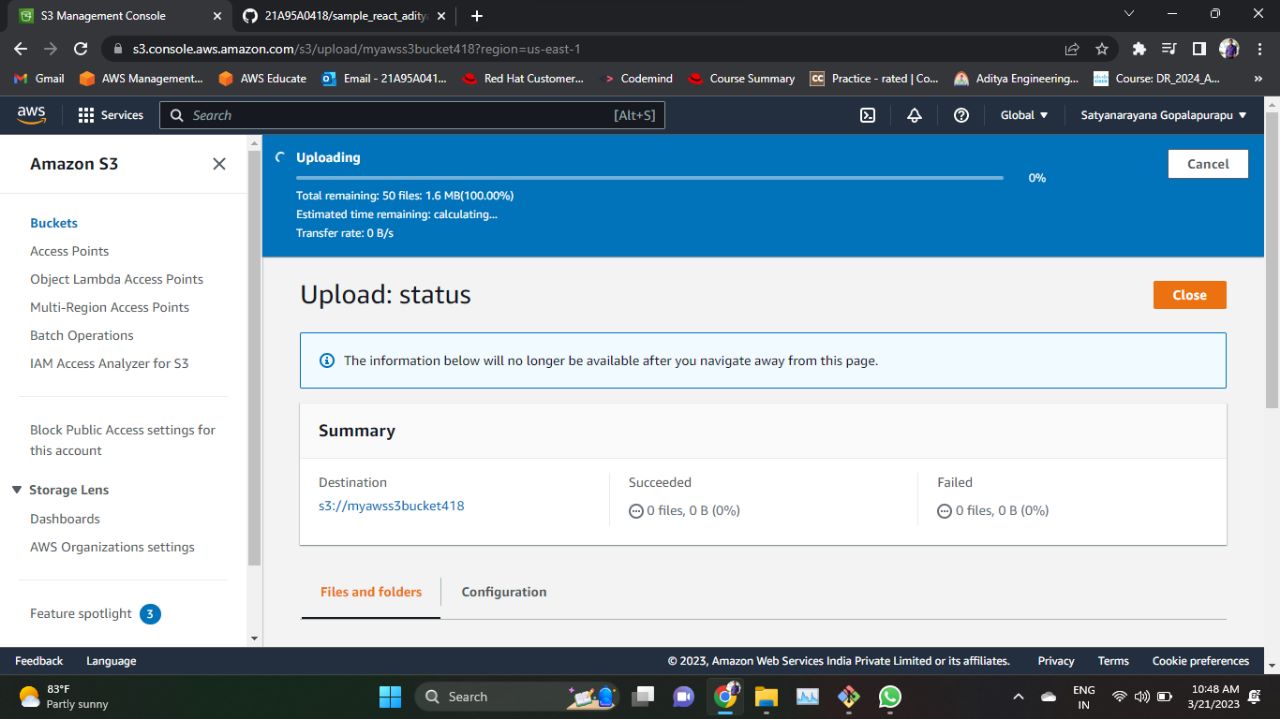 S3 Management Console
21A95A0418/sample_react_aditya
s3.console.aws.amazon.com/s3/upload/myawss3bucket418?region=us-east-1
Gmail
AWS Management...
AWS Educate
Email - 21A95A041...
Red Hat Customer...
Codemind
Course Summary
CC
Practice - rated | Co...
Aditya Engineering...
Course: DR_2024_A...
aws
Services
Search
[Alt+S]
Global
Satyanarayana Gopalapurapu
Amazon S3
Buckets
Access Points
Object Lambda Access Points
Multi-Region Access Points
Batch Operations
IAM Access Analyzer for S3
Block Public Access settings for
this account
Storage Lens
Dashboards
AWS Organizations settings
Feature spotlight 3
Uploading
0%
Cancel
Total remaining: 50 files: 1.6 MB(100.00%)
Estimated time remaining: calculating...
Transfer rate: 0 B/s
Upload: status
Close
The information below will no longer be available after you navigate away from this page.
Summary
Destination
s3://myawss3bucket418
Succeeded
0 files, 0 B (0%)
Failed
0 files, 0 B (0%)
Files and folders
Configuration
Feedback
Language
© 2023, Amazon Web Services India Private Limited or its affiliates.
Privacy
Terms
Cookie preferences
83°F
Partly sunny
Search
ENG
IN
10:48 AM
3/21/2023